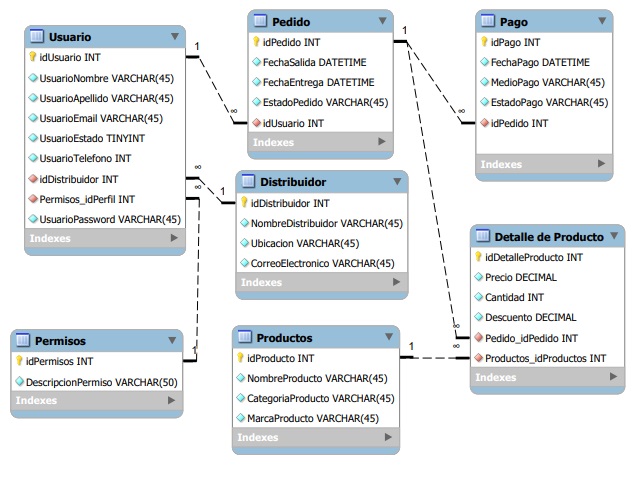 Usuario
idUsuario INT
UsuarioNombre VARCHAR(45)
UsuarioApellido VARCHAR(45)
UsuarioEmail VARCHAR(45)
UsuarioEstado TINYINT
UsuarioTelefono INT
idDistribuidor INT
Permisos_idPerfil INT
UsuarioPassword VARCHAR(45)
Indexes
1
∞
∞
Pedido
idPedido INT
FechaSalida DATETIME
FechaEntrega DATETIME
EstadoPedido VARCHAR(45)
idUsuario INT
Indexes
∞
1
Pago
idPago INT
FechaPago DATETIME
MedioPago VARCHAR(45)
EstadoPago VARCHAR(45)
idPedido INT
Indexes
∞
Distribuidor
idDistribuidor INT
NombreDistribuidor VARCHAR(45)
Ubicacion VARCHAR(45)
CorreoElectronico VARCHAR(45)
Indexes
1
Detalle de Producto
idDetalleProducto INT
Precio DECIMAL
Cantidad INT
Descuento DECIMAL
Pedido_idPedido INT
Productos_idProductos INT
Indexes
∞
∞
Permisos
idPermisos INT
DescripcionPermiso VARCHAR(50)
Indexes
1
Productos
idProducto INT
NombreProducto VARCHAR(45)
CategoriaProducto VARCHAR(45)
MarcaProducto VARCHAR(45)
Indexes
1